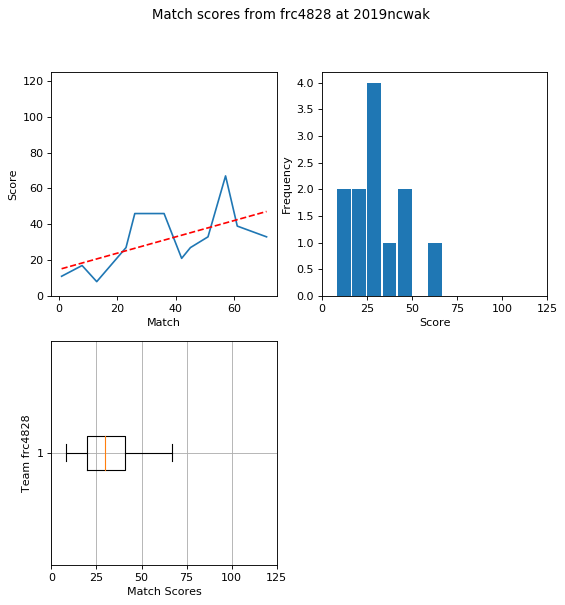 Match scores from frc4828 at 2019ncwak
120
100
80
60
40
20
0
Score
0 20 40 60
Match
4.0
3.5
3.0
2.5
2.0
1.5
1.0
0.5
0.0
Frequency
0 25 50 75 100 125
Score
Team frc4828
1
0 25 50 75 100 125
Match Scores